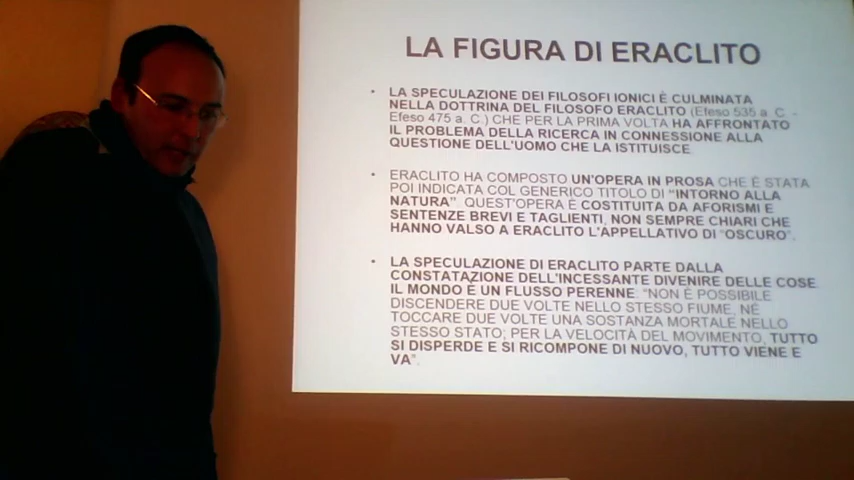 LA FIGURA DI ERACLITO
• LA SPECULAZIONE DEI FILOSOFI IONICI È CULMINATA
NELLA DOTTRINA DEL FILOSOFO ERACLITO (Efeso 535 a. C. -
Efeso 475 a. C.) CHE PER LA PRIMA VOLTA HA AFFRONTATO
IL PROBLEMA DELLA RICERCA IN CONNESSIONE ALLA
QUESTIONE DELL'UOMO CHE LA ISTITUISCE
• ERACLITO HA COMPOSTO UN'OPERA IN PROSA CHE È STATA
POI INDICATA COL GENERICO TITOLO DI "INTORNO ALLA
NATURA". QUEST'OPERA È COSTITUITA DA AFORISMI E
SENTENZE BREVI E TAGLIENTI, NON SEMPRE CHIARI CHE
HANNO VALSO A ERACLITO L'APPELLATIVO DI "OSCURO".
• LA SPECULAZIONE DI ERACLITO PARTE DALLA
CONSTATAZIONE DELL'INCESSANTE DIVENIRE DELLE COSE.
IL MONDO È UN FLUSSO PERENNE. "NON È POSSIBILE
DISCENDERE DUE VOLTE NELLO STESSO FIUME, NÉ
TOCCARE DUE VOLTE UNA SOSTANZA MORTALE NELLO
STESSO STATO; PER LA VELOCITÀ DEL MOVIMENTO, TUTTO
SI DISPERDE E SI RICOMPONE DI NUOVO, TUTTO VIENE E
VA".